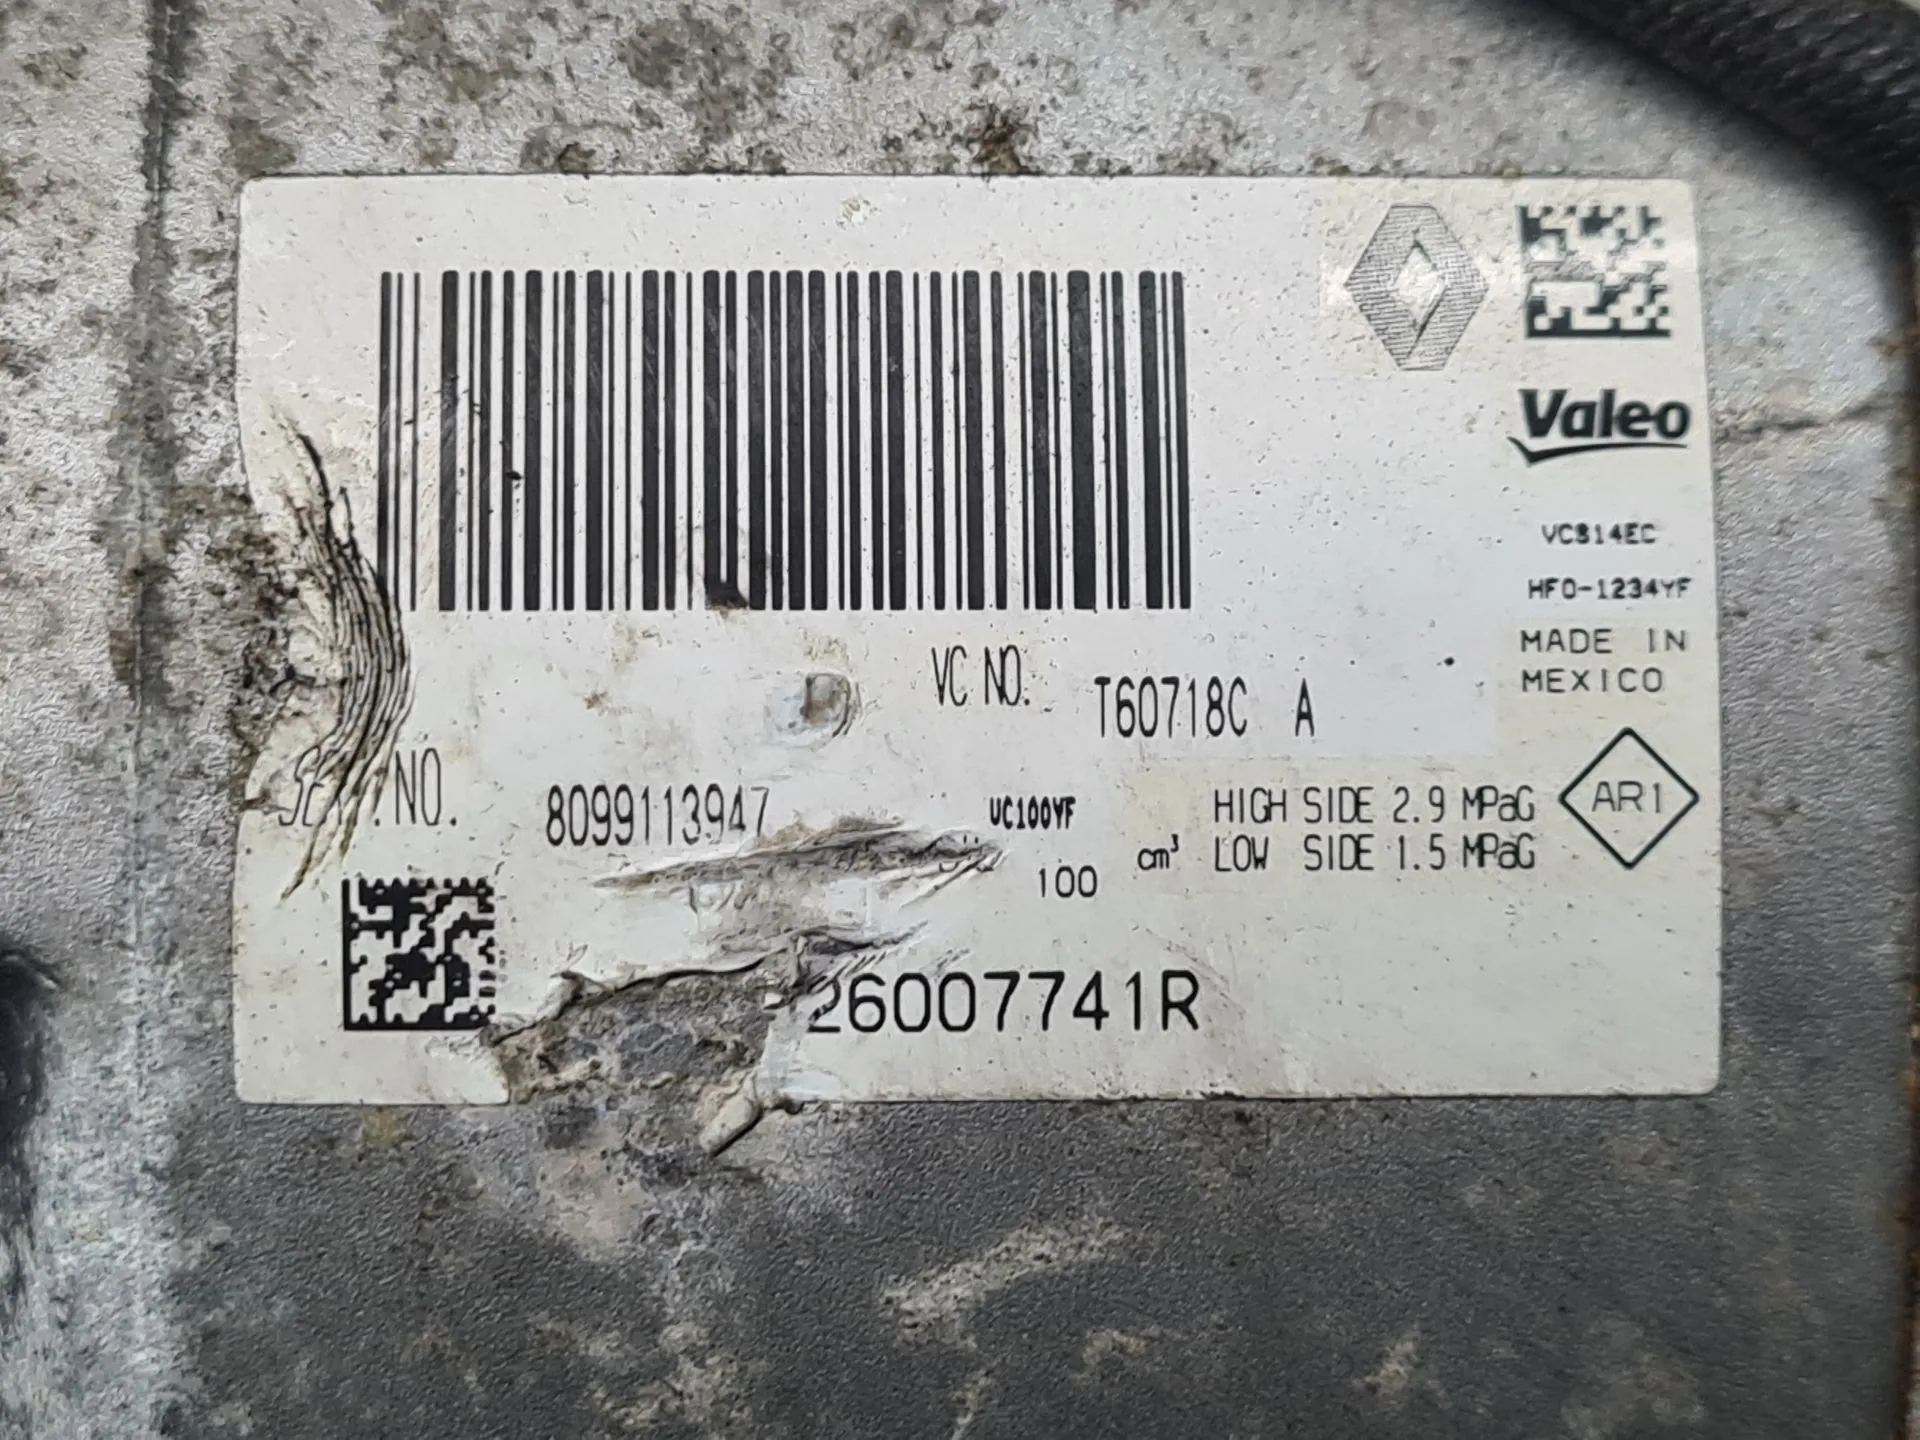 Valeo
VCS14EC
HFO-1234YF
MADE IN
MEXICO
VC NO. T60718C A
NO. 8099113947
UC100YF
100 cm³
HIGH SIDE 2.9 MPaG
LOW SIDE 1.5 MPaG
AR1
26007741R